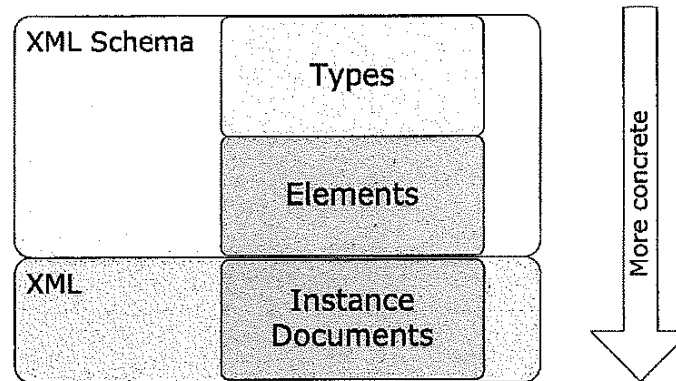 XML Schema
Types
Elements
XML
Instance
Documents
More concrete